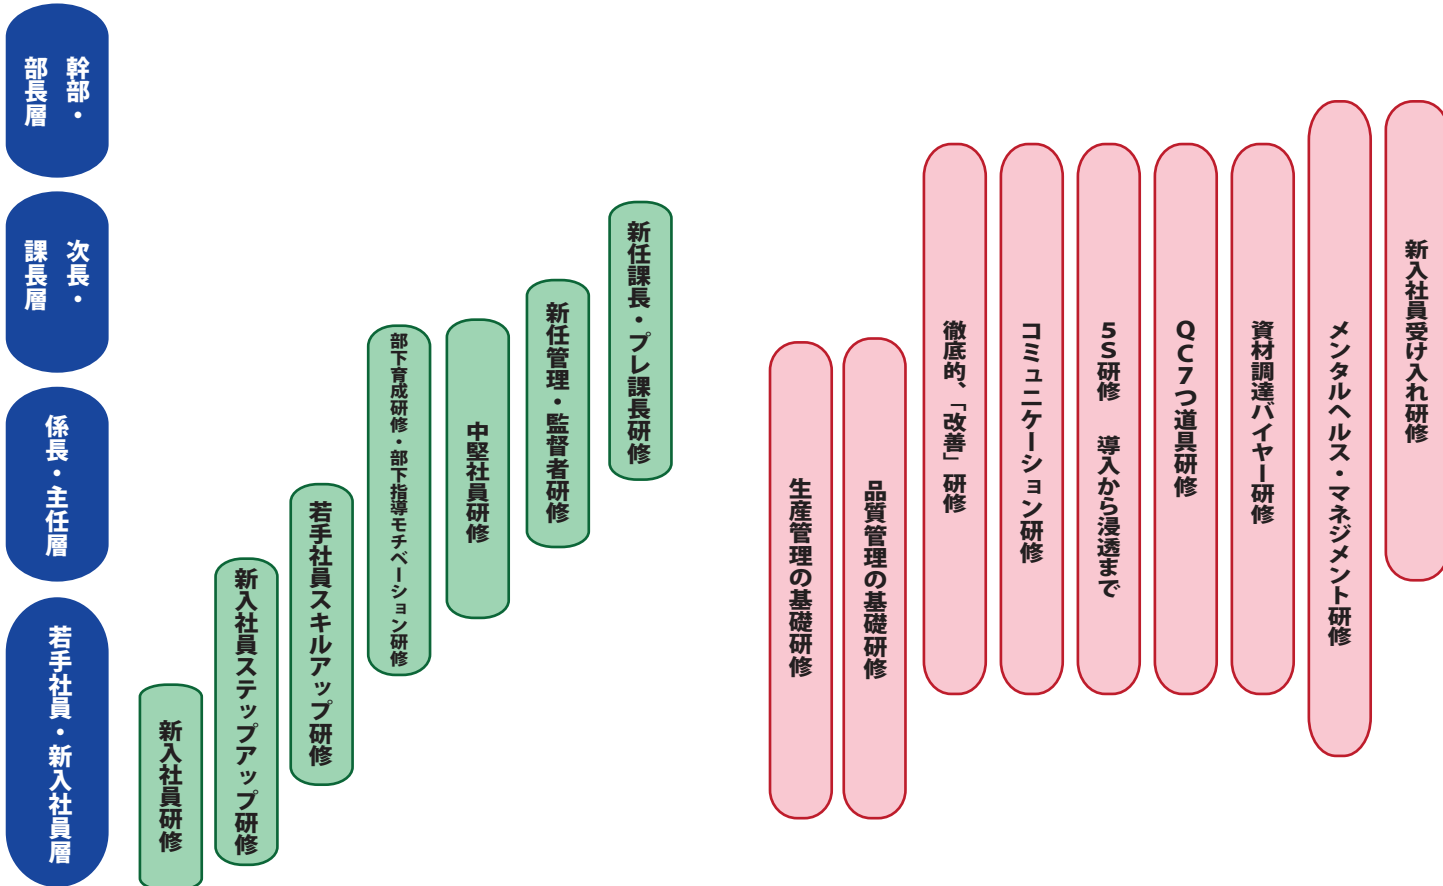 幹部・
部長層
次長・
課長層
係長・主任層
若手社員・新入社員層
新入社員研修
新入社員ステップアップ研修
若手社員スキルアップ研修
部下育成研修・部下指導モチベーション研修
中堅社員研修
新任管理・監督者研修
新任課長・プレ課長研修
生産管理の基礎研修
品質管理の基礎研修
徹底的、「改善」研修
コミュニケーション研修
5S研修　導入から浸透まで
QC7つ道具研修
資材調達バイヤー研修
メンタルヘルス・マネジメント研修
新入社員受け入れ研修